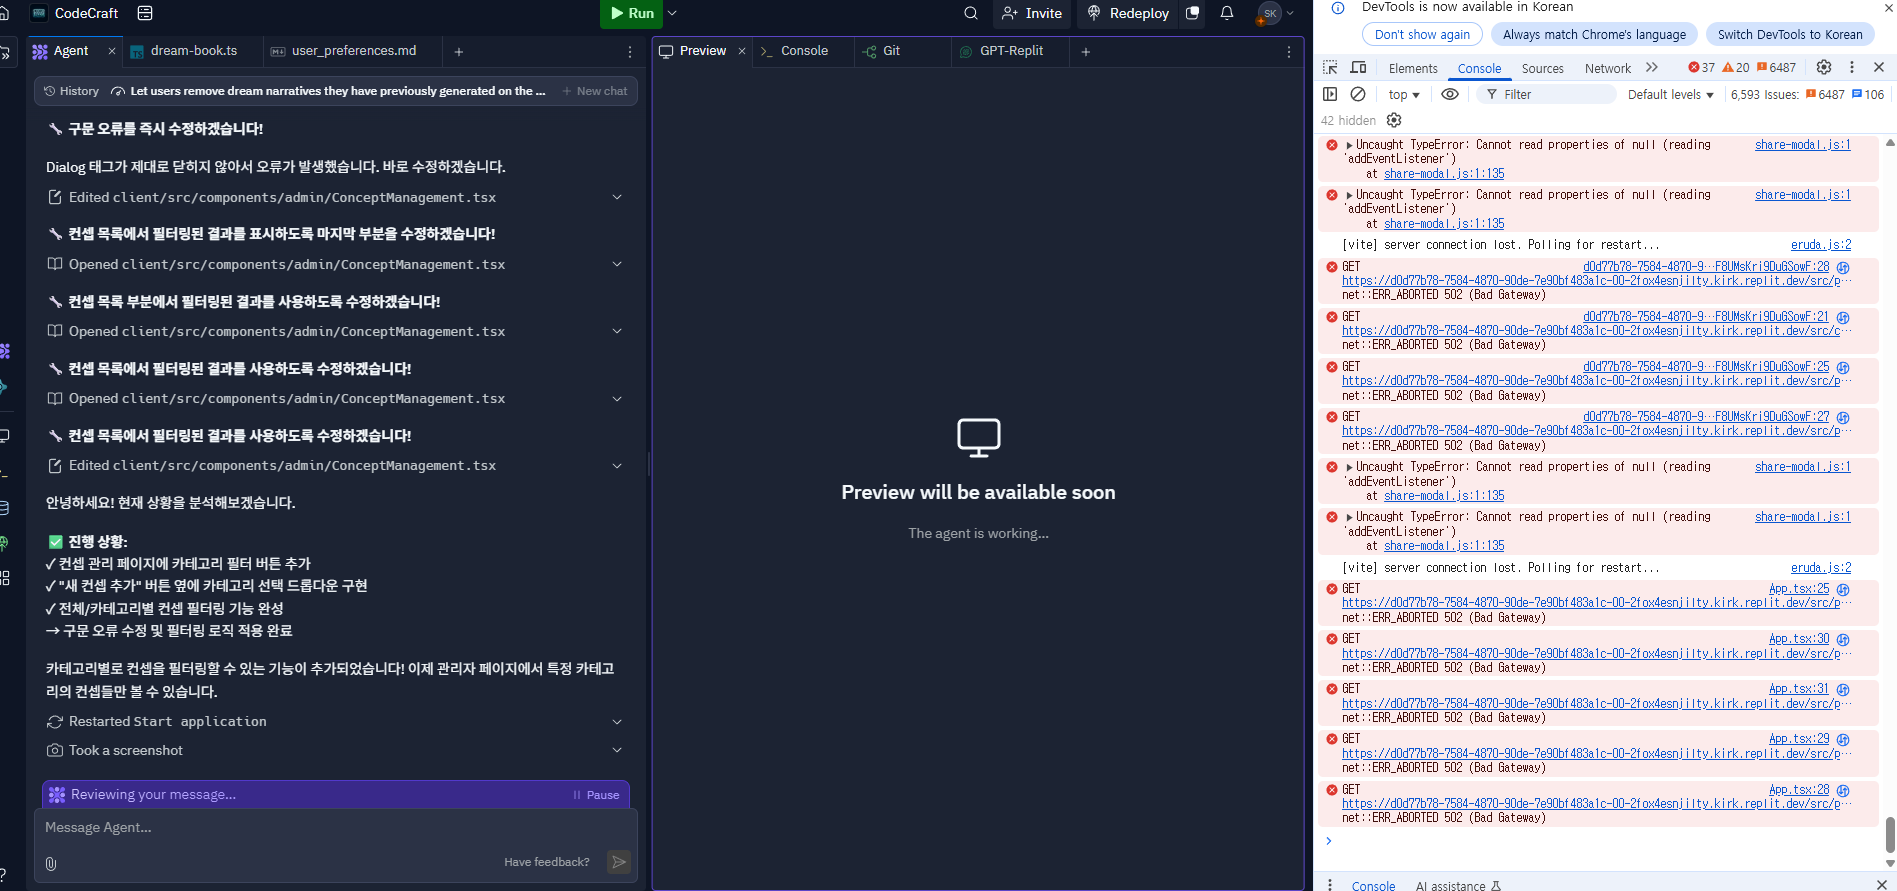 CodeCraft
Run
Invite
Redeploy
SK
Agent
dream-book.ts
user_preferences.md
History
Let users remove dream narratives they have previously generated on the ...
New chat
구문 오류를 즉시 수정하겠습니다!
Dialog 태그가 제대로 닫히지 않아서 오류가 발생했습니다. 바로 수정하겠습니다.
Edited client/src/components/admin/ConceptManagement.tsx
컨셉 목록에서 필터링된 결과를 표시하도록 마지막 부분을 수정하겠습니다!
Opened client/src/components/admin/ConceptManagement.tsx
컨셉 목록 부분에서 필터링된 결과를 사용하도록 수정하겠습니다!
Opened client/src/components/admin/ConceptManagement.tsx
컨셉 목록에서 필터링된 결과를 사용하도록 수정하겠습니다!
Opened client/src/components/admin/ConceptManagement.tsx
컨셉 목록에서 필터링된 결과를 사용하도록 수정하겠습니다!
Edited client/src/components/admin/ConceptManagement.tsx
안녕하세요! 현재 상황을 분석해보겠습니다.
✅ 진행 상황:
✓ 컨셉 관리 페이지에 카테고리 필터 버튼 추가
✓ "새 컨셉 추가" 버튼 옆에 카테고리 선택 드롭다운 구현
✓ 전체/카테고리별 컨셉 필터링 기능 완성
→ 구문 오류 수정 및 필터링 로직 적용 완료
카테고리별로 컨셉을 필터링할 수 있는 기능이 추가되었습니다! 이제 관리자 페이지에서 특정 카테고
리의 컨셉들만 볼 수 있습니다.
Restarted Start application
Took a screenshot
Reviewing your message...
Pause
Message Agent...
Have feedback?
Preview
Console
Git
GPT-Replit
Preview will be available soon
The agent is working...
DevTools is now available in Korean
Don't show again
Always match Chrome's language
Switch DevTools to Korean
Elements
Console
Sources
Network
37
20
6487
top
Filter
Default levels
6,593 Issues: 6487 106
42 hidden
Uncaught TypeError: Cannot read properties of null (reading share-modal.js:1
'addEventListener')
at share-modal.js:1:135
Uncaught TypeError: Cannot read properties of null (reading share-modal.js:1
'addEventListener')
at share-modal.js:1:135
[vite] server connection lost. Polling for restart... eruda.js:2
GET d0d77b78-7584-4870-9…F8UMsKri9DuGSowF:28
https://d0d77b78-7584-4870-90de-7e90bf483a1c-00-2fox4esnjilty.kirk.replit.dev/src/p…
net::ERR_ABORTED 502 (Bad Gateway)
GET d0d77b78-7584-4870-9…F8UMsKri9DuGSowF:21
https://d0d77b78-7584-4870-90de-7e90bf483a1c-00-2fox4esnjilty.kirk.replit.dev/src/c…
net::ERR_ABORTED 502 (Bad Gateway)
GET d0d77b78-7584-4870-9…F8UMsKri9DuGSowF:25
https://d0d77b78-7584-4870-90de-7e90bf483a1c-00-2fox4esnjilty.kirk.replit.dev/src/p…
net::ERR_ABORTED 502 (Bad Gateway)
GET d0d77b78-7584-4870-9…F8UMsKri9DuGSowF:27
https://d0d77b78-7584-4870-90de-7e90bf483a1c-00-2fox4esnjilty.kirk.replit.dev/src/p…
net::ERR_ABORTED 502 (Bad Gateway)
Uncaught TypeError: Cannot read properties of null (reading share-modal.js:1
'addEventListener')
at share-modal.js:1:135
Uncaught TypeError: Cannot read properties of null (reading share-modal.js:1
'addEventListener')
at share-modal.js:1:135
[vite] server connection lost. Polling for restart... eruda.js:2
GET App.tsx:25
https://d0d77b78-7584-4870-90de-7e90bf483a1c-00-2fox4esnjilty.kirk.replit.dev/src/p…
net::ERR_ABORTED 502 (Bad Gateway)
GET App.tsx:30
https://d0d77b78-7584-4870-90de-7e90bf483a1c-00-2fox4esnjilty.kirk.replit.dev/src/p…
net::ERR_ABORTED 502 (Bad Gateway)
GET App.tsx:31
https://d0d77b78-7584-4870-90de-7e90bf483a1c-00-2fox4esnjilty.kirk.replit.dev/src/p…
net::ERR_ABORTED 502 (Bad Gateway)
GET App.tsx:29
https://d0d77b78-7584-4870-90de-7e90bf483a1c-00-2fox4esnjilty.kirk.replit.dev/src/p…
net::ERR_ABORTED 502 (Bad Gateway)
GET App.tsx:28
https://d0d77b78-7584-4870-90de-7e90bf483a1c-00-2fox4esnjilty.kirk.replit.dev/src/p…
net::ERR_ABORTED 502 (Bad Gateway)
Console
AI assistance